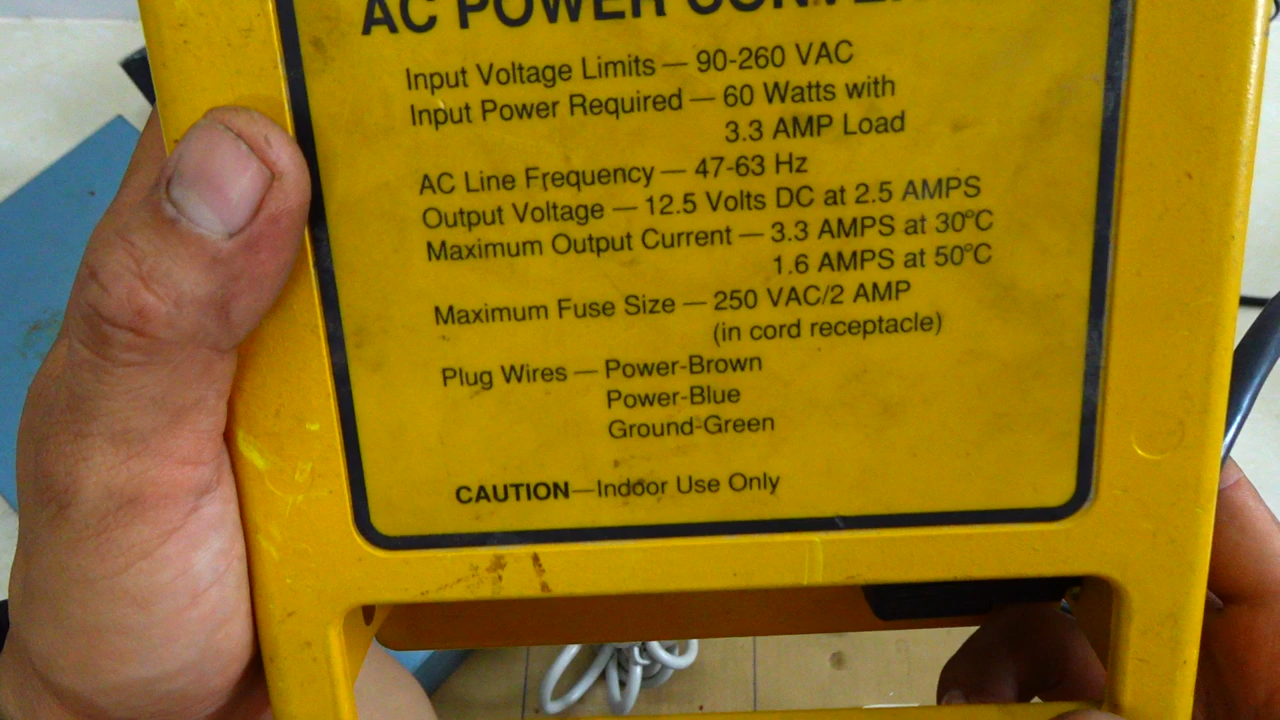 AC POWER
Input Voltage Limits — 90-260 VAC
Input Power Required — 60 Watts with
3.3 AMP Load
AC Line Frequency — 47-63 Hz
Output Voltage — 12.5 Volts DC at 2.5 AMPS
Maximum Output Current — 3.3 AMPS at 30°C
1.6 AMPS at 50°C
Maximum Fuse Size — 250 VAC/2 AMP
(in cord receptacle)
Plug Wires — Power-Brown
Power-Blue
Ground-Green
CAUTION—Indoor Use Only